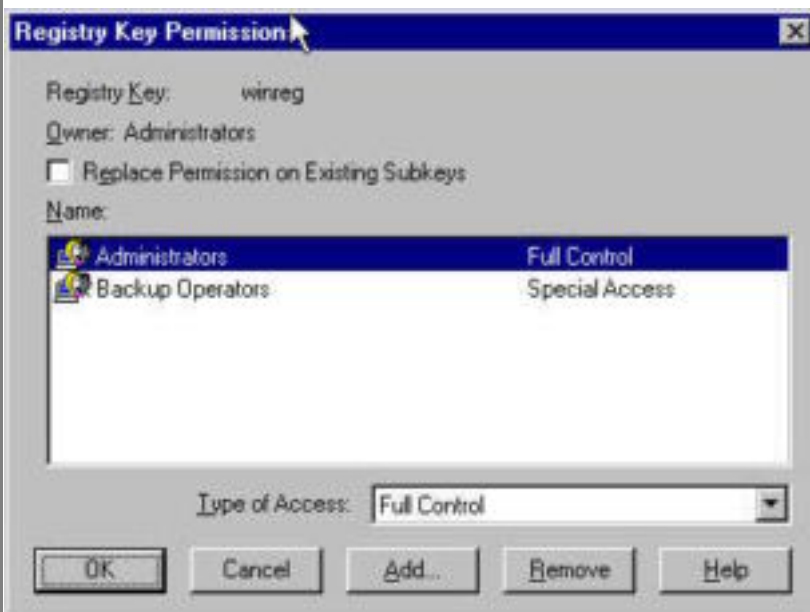 Registry Key Permissions
Registry Key: winreg
Owner: Administrators
Replace Permission on Existing Subkeys
Name:
Administrators Full Control
Backup Operators Special Access
Type of Access: Full Control
OK Cancel Add... Remove Help